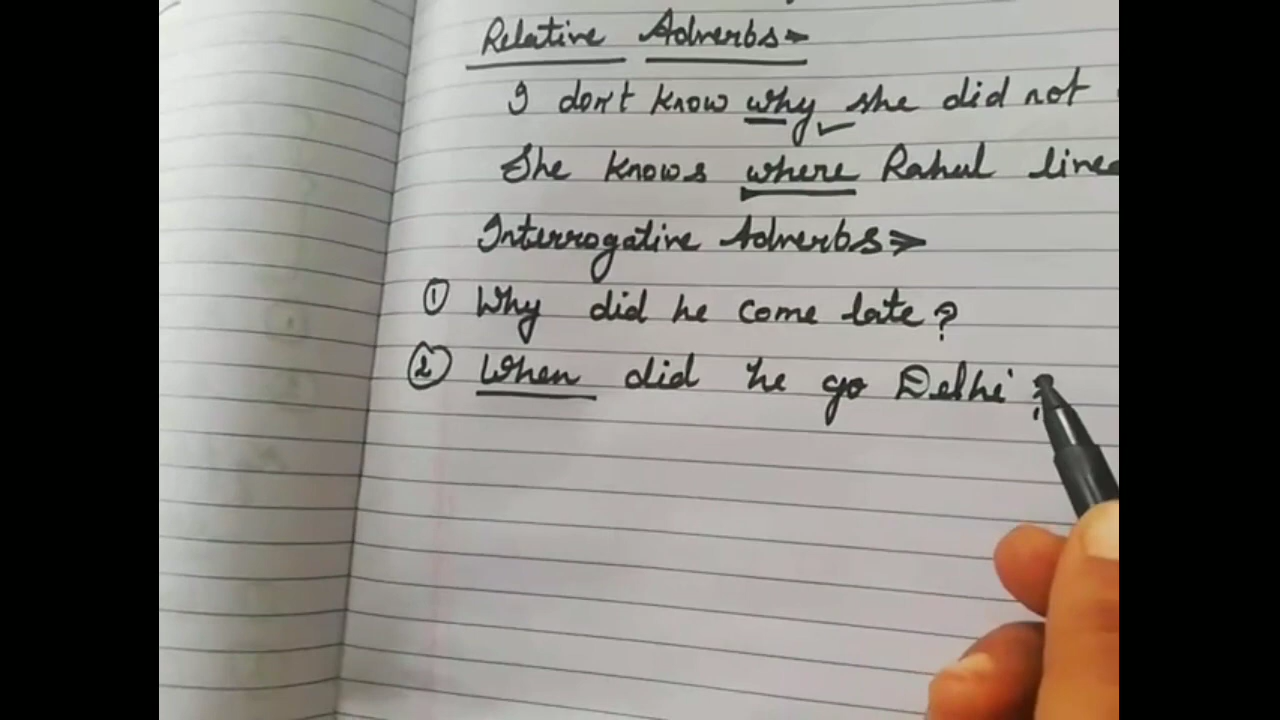 Relative Adverbs
I don't know why she did not
She knows where Rahul lives
Interrogative Adverbs
① Why did he come late?
② When did he go Delhi ?